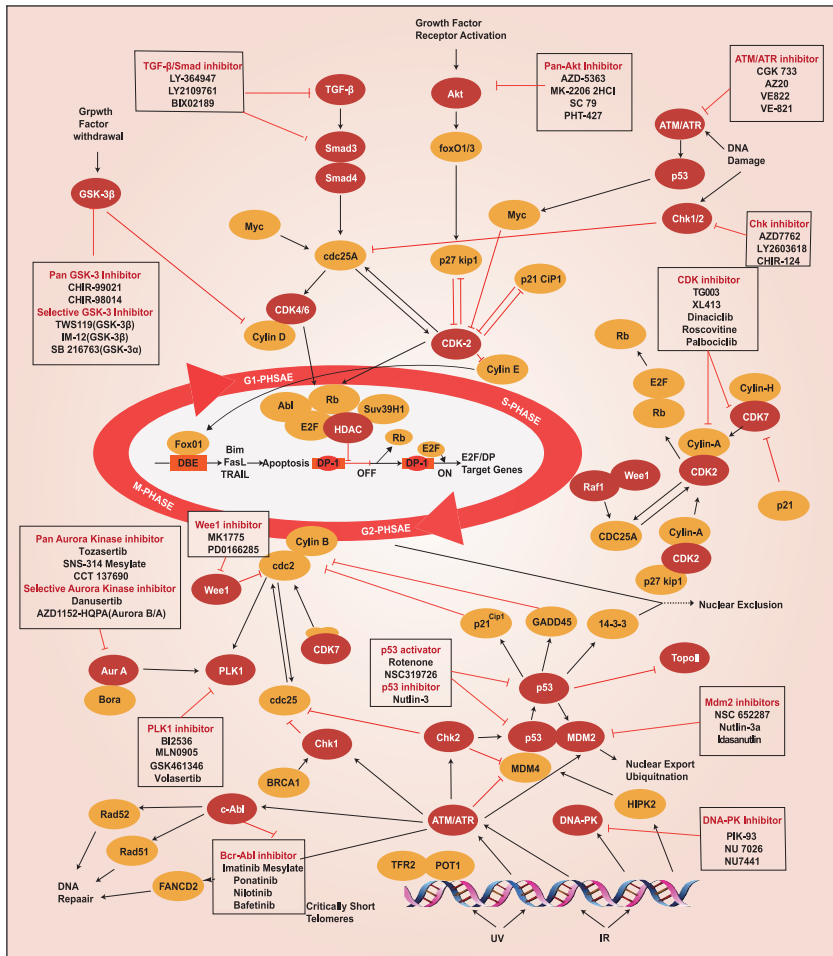 Growth Factor
Receptor Activation
TGF-β/Smad inhibitor
LY-364947
LY2109761
BIX02189
TGF-β
Smad3
Smad4
Akt
foxO1/3
Pan-Akt Inhibitor
AZD-5363
MK-2206 2HCI
SC 79
PHT-427
ATM/ATR inhibitor
CGK 733
AZ20
VE822
VE-821
ATM/ATR
DNA
Damage
p53
Chk1/2
Chk inhibitor
AZD7762
LY2603618
CHIR-124
Grpwth
Factor
withdrawal
GSK-3β
Pan GSK-3 Inhibitor
CHIR-99021
CHIR-98014
Selective GSK-3 Inhibitor
TWS119(GSK-3β)
IM-12(GSK-3β)
SB 216763(GSK-3α)
Myc
cdc25A
CDK4/6
Cylin D
p27 kip1
Myc
p21 CiP1
CDK-2
Cylin E
CDK inhibitor
TG003
XL413
Dinaciclib
Roscovitine
Palbociclib
Rb
E2F
Rb
Cylin-H
CDK7
Cylin-A
CDK2
Raf1
Wee1
CDC25A
p21
Cylin-A
CDK2
p27 kip1
G1-PHSAE
S-PHASE
G2-PHSAE
M-PHASE
Abl
Rb
Suv39H1
E2F
HDAC
Fox01
DBE
Bim
FasL
TRAIL
Apoptosis
DP-1
OFF
Rb
E2F
DP-1
ON
E2F/DP
Target Genes
Wee1 inhibitor
MK1775
PD0166285
Wee1
Cylin B
cdc2
CDK7
Pan Aurora Kinase inhibitor
Tozasertib
SNS-314 Mesylate
CCT 137690
Selective Aurora Kinase inhibitor
Danusertib
AZD1152-HQPA(Aurora B/A)
Aur A
Bora
PLK1
cdc25
PLK1 inhibitor
BI2536
MLN0905
GSK461346
Volasertib
Nuclear Exclusion
p21Cip1
GADD45
14-3-3
p53 activator
Rotenone
NSC319726
p53 inhibitor
Nutlin-3
p53
TopoⅡ
Chk2
p53
MDM2
MDM4
Mdm2 inhibitors
NSC 652287
Nutlin-3a
Idasanutlin
Nuclear Export
Ubiquitnation
Chk1
BRCA1
HIPK2
c-Abl
Rad52
Rad51
FANCD2
DNA
Repaair
Bcr-Abl inhibitor
Imatinib Mesylate
Ponatinib
Nilotinib
Bafetinib
Critically Short
Telomeres
ATM/ATR
DNA-PK
DNA-PK Inhibitor
PIK-93
NU 7026
NU7441
TFR2
POT1
UV
IR